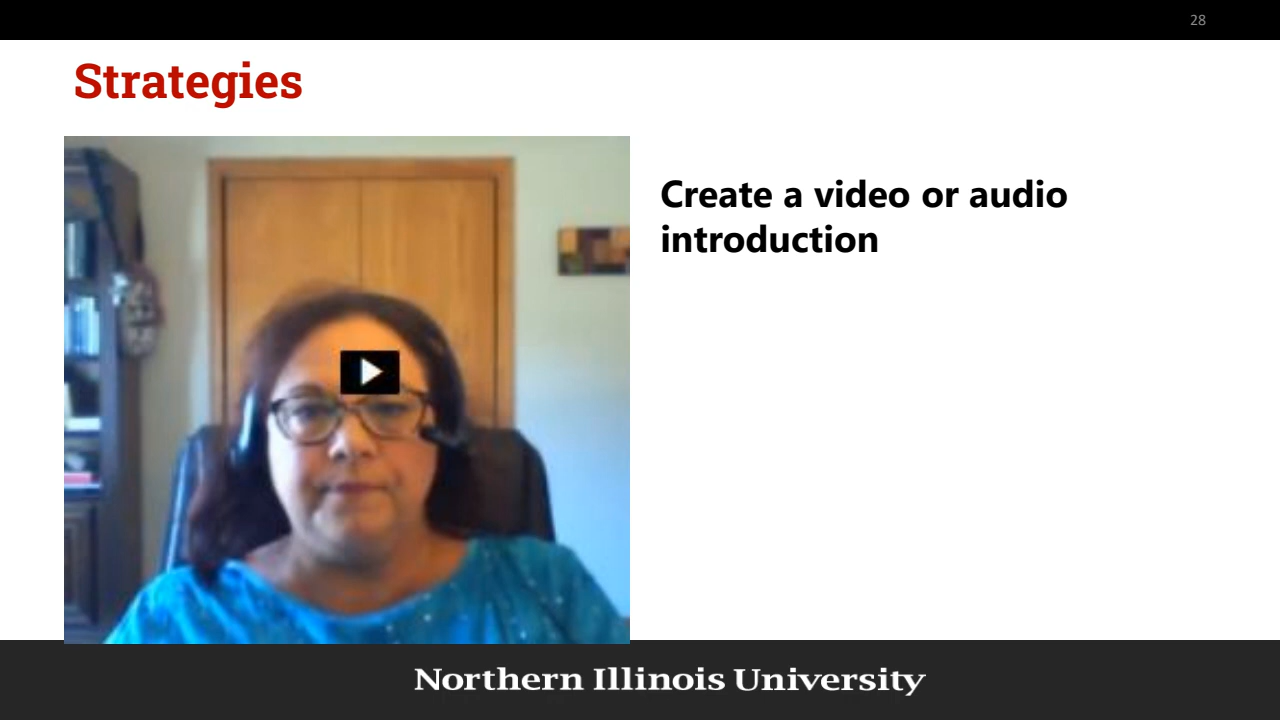 28
Strategies
Create a video or audio
introduction
Northern Illinois University